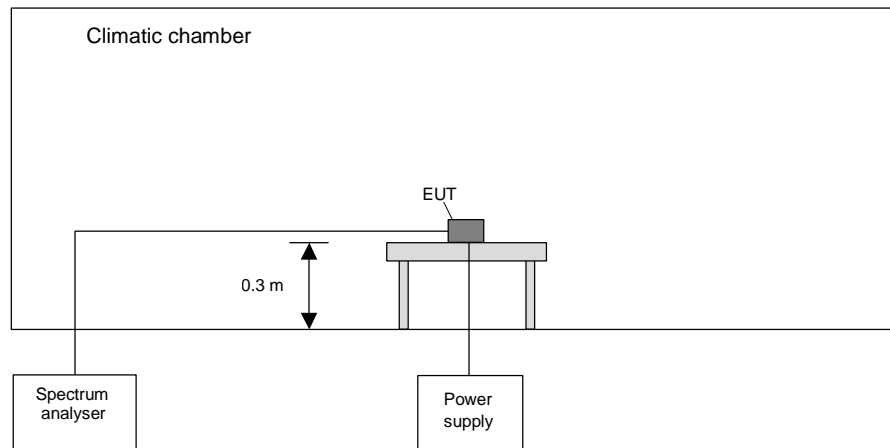 Climatic chamber
EUT
0.3 m
Spectrum
analyser
Power
supply